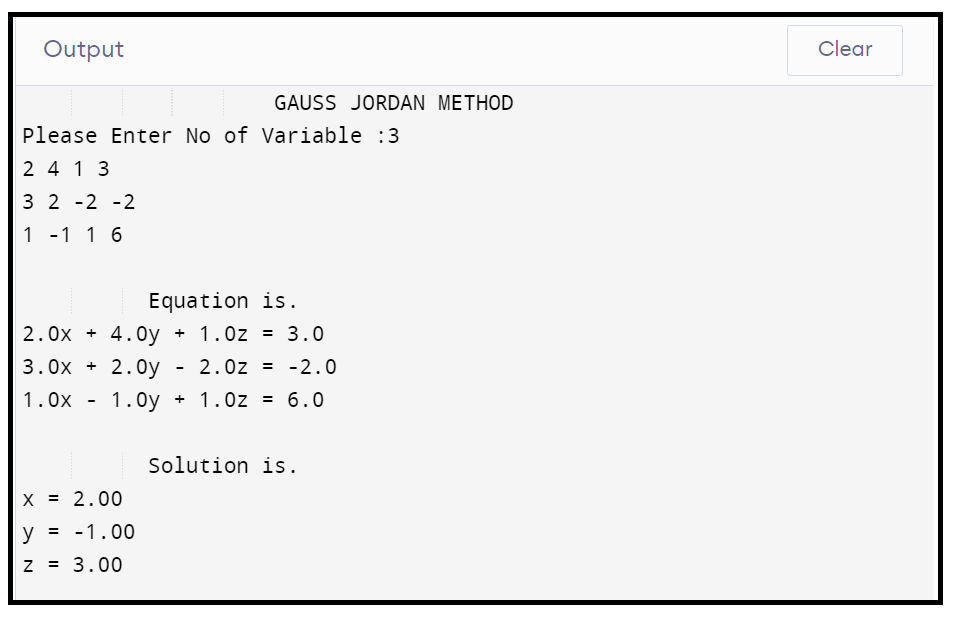 Output
Clear
GAUSS JORDAN METHOD
Please Enter No of Variable :3
2 4 1 3
3 2 -2 -2
1 -1 1 6
Equation is.
2.0x + 4.0y + 1.0z = 3.0
3.0x + 2.0y - 2.0z = -2.0
1.0x - 1.0y + 1.0z = 6.0
Solution is.
x = 2.00
y = -1.00
z = 3.00